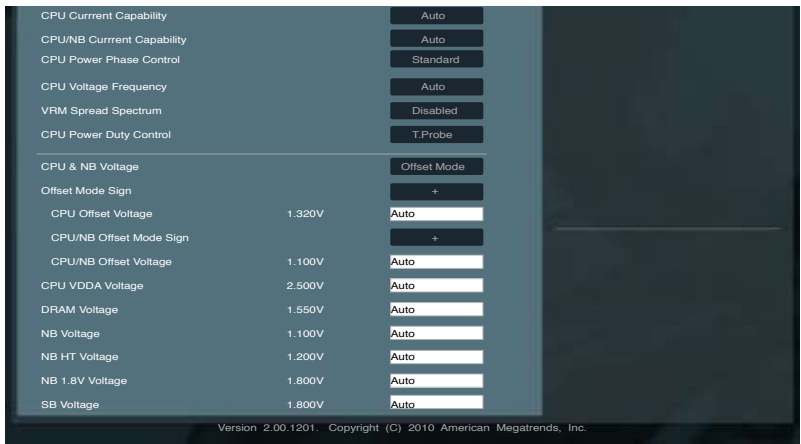 CPU Currrent Capability Auto
CPU/NB Currrent Capability Auto
CPU Power Phase Control Standard
CPU Voltage Frequency Auto
VRM Spread Spectrum Disabled
CPU Power Duty Control T.Probe
CPU & NB Voltage Offset Mode
Offset Mode Sign +
CPU Offset Voltage 1.320V Auto
CPU/NB Offset Mode Sign +
CPU/NB Offset Voltage 1.100V Auto
CPU VDDA Voltage 2.500V Auto
DRAM Voltage 1.550V Auto
NB Voltage 1.100V Auto
NB HT Voltage 1.200V Auto
NB 1.8V Voltage 1.800V Auto
SB Voltage 1.800V Auto
Version 2.00.1201. Copyright (C) 2010 American Megatrends, Inc.